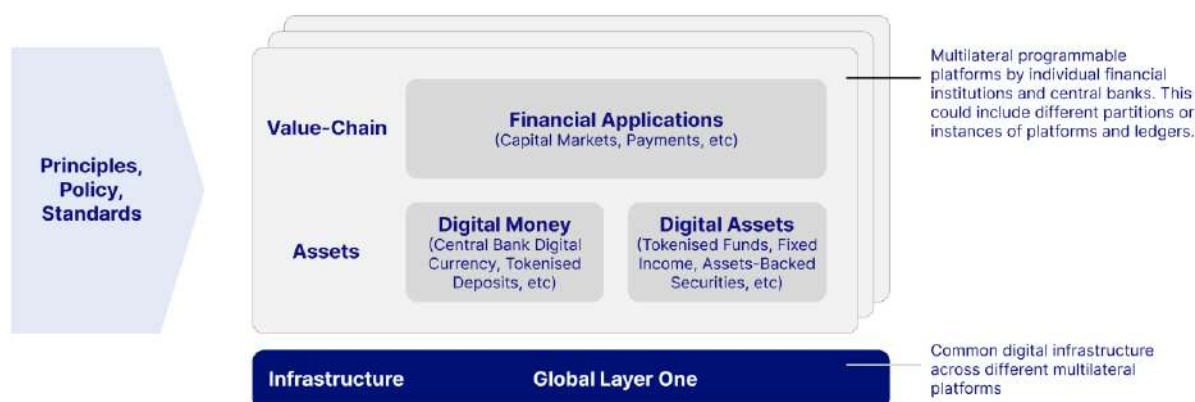 Principles,
Policy,
Standards
Value-Chain
Financial Applications
(Capital Markets, Payments, etc)
Assets
Digital Money
(Central Bank Digital
Currency, Tokenised
Deposits, etc)
Digital Assets
(Tokenised Funds, Fixed
Income, Assets-Backed
Securities, etc)
Multilateral programmable
platforms by individual financial
institutions and central banks. This
could include different partitions or
instances of platforms and ledgers.
Infrastructure
Global Layer One
Common digital infrastructure
across different multilateral
platforms